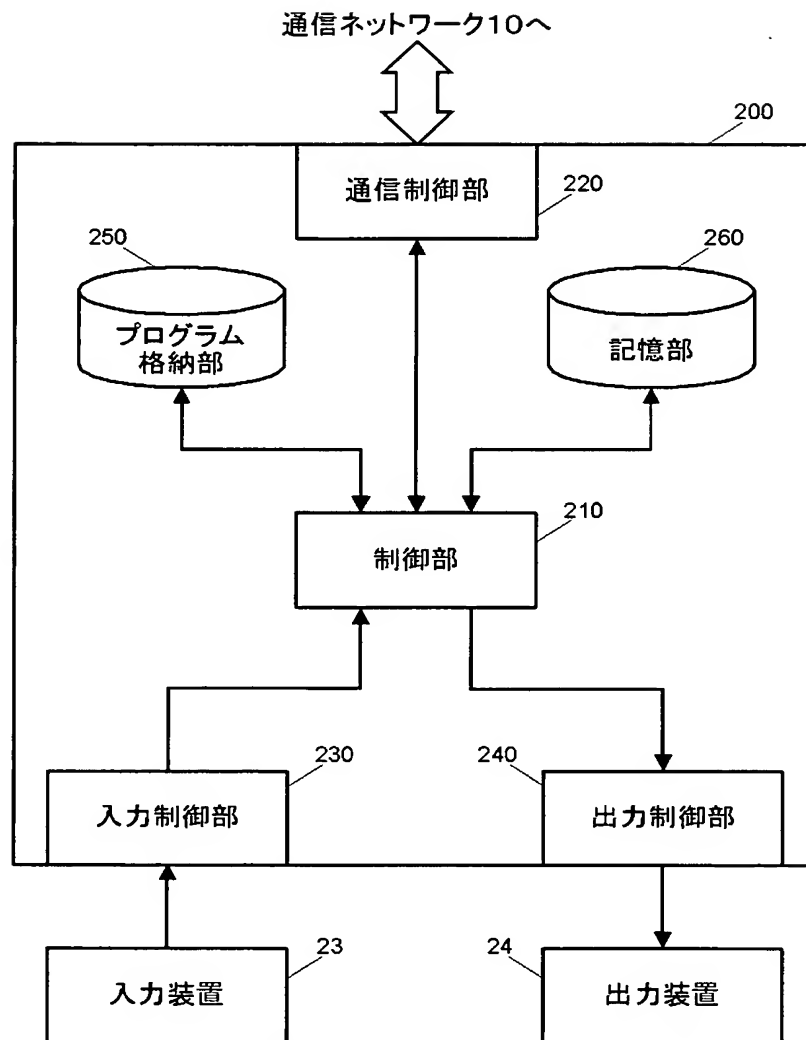 通信ネットワーク10へ
200
通信制御部
220
250
260
プログラム
格納部
記憶部
210
制御部
230
240
入力制御部
出力制御部
23
24
入力装置
出力装置